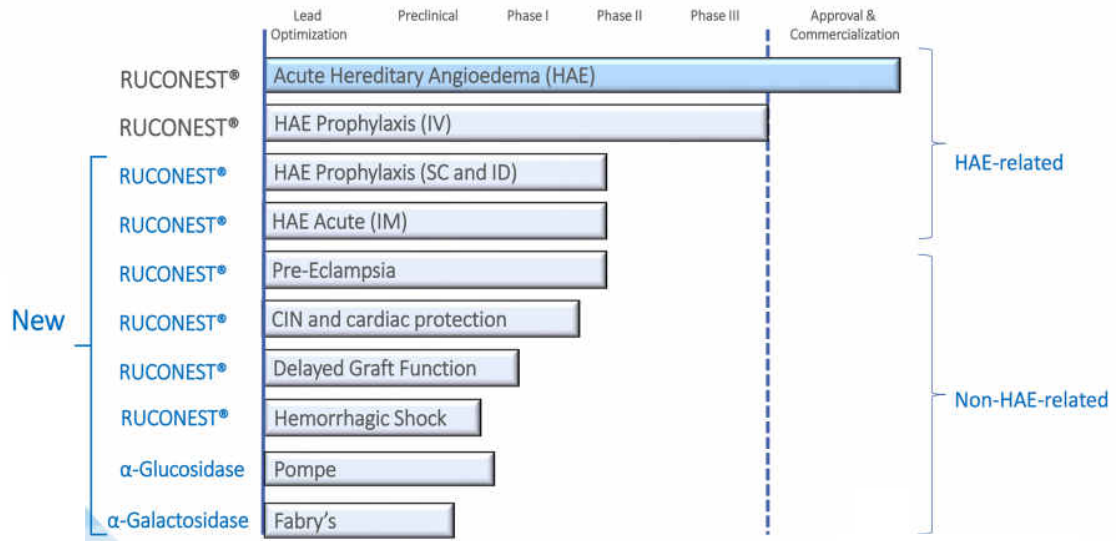 Lead Optimization
Preclinical
Phase I
Phase II
Phase III
Approval & Commercialization
RUCONEST®
Acute Hereditary Angioedema (HAE)
RUCONEST®
HAE Prophylaxis (IV)
RUCONEST®
HAE Prophylaxis (SC and ID)
HAE-related
RUCONEST®
HAE Acute (IM)
RUCONEST®
Pre-Eclampsia
New
RUCONEST®
CIN and cardiac protection
RUCONEST®
Delayed Graft Function
Non-HAE-related
RUCONEST®
Hemorrhagic Shock
α-Glucosidase
Pompe
α-Galactosidase
Fabry's